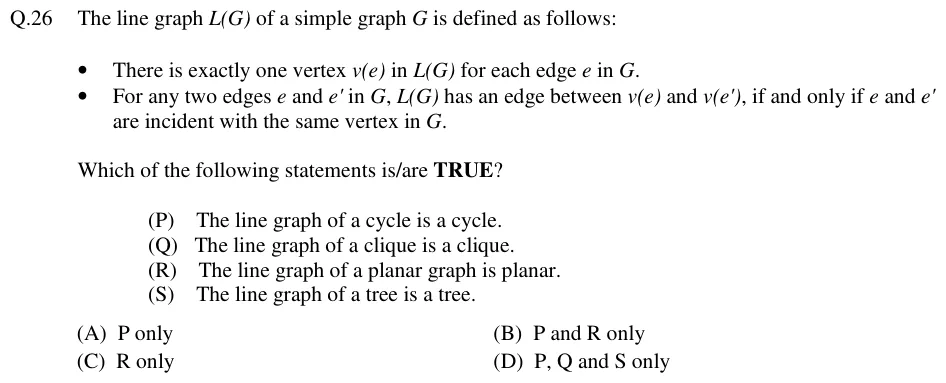 Q.26 The line graph L(G) of a simple graph G is defined as follows:
• There is exactly one vertex v(e) in L(G) for each edge e in G.
• For any two edges e and e' in G, L(G) has an edge between v(e) and v(e'), if and only if e and e'
are incident with the same vertex in G.
Which of the following statements is/are TRUE?
(P) The line graph of a cycle is a cycle.
(Q) The line graph of a clique is a clique.
(R) The line graph of a planar graph is planar.
(S) The line graph of a tree is a tree.
(A) P only (B) P and R only
(C) R only (D) P, Q and S only